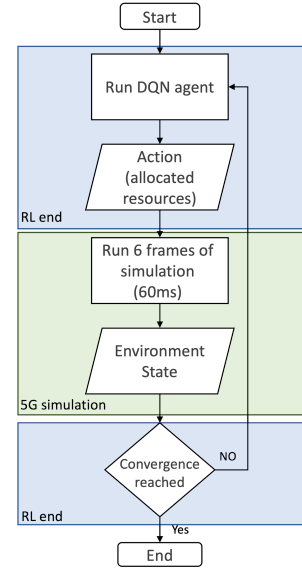 Start
Run DQN agent
Action
(allocated
resources)
RL end
Run 6 frames of
simulation
(60ms)
Environment
State
5G simulation
Convergence
reached
NO
RL end
Yes
End